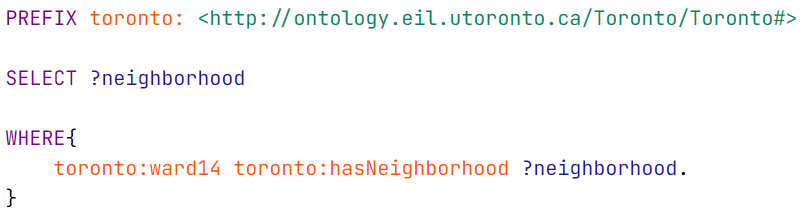 PREFIX toronto: <http://ontology.eil.utoronto.ca/Toronto/Toronto#>
SELECT ?neighborhood
WHERE{
toronto:ward14 toronto:hasNeighborhood ?neighborhood.
}